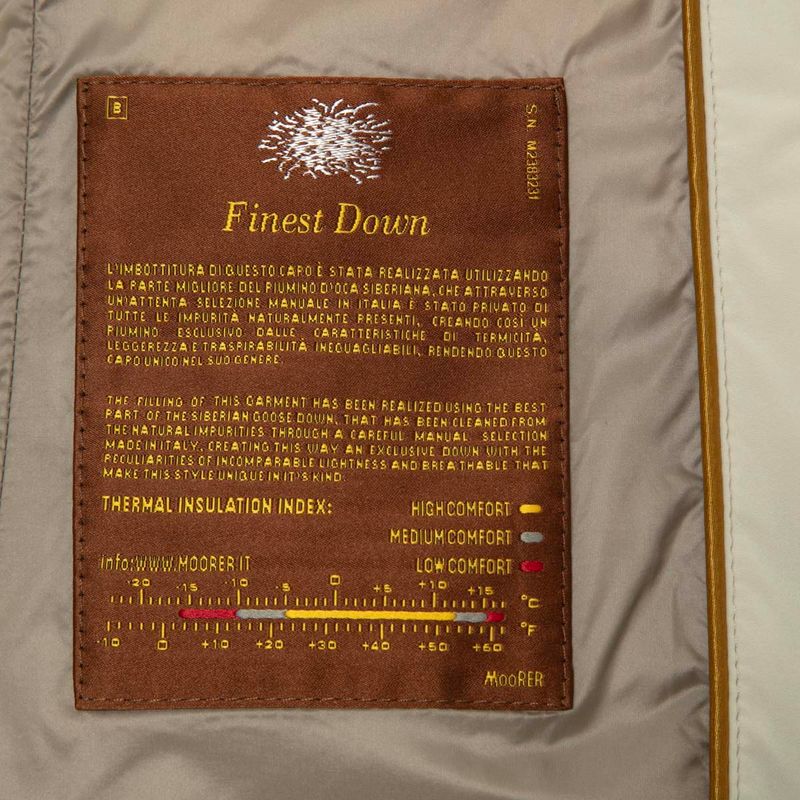 B
S.N. M2383231
Finest Down
L'IMBOTTITURA DI QUESTO CAPO È STATA REALIZZATA UTILIZZANDO
LA PARTE MIGLIORE DEL PIUMINO D'OCA SIBERIANA, CHE ATTRAVERSO
UN'ATTENTA SELEZIONE MANUALE IN ITALIA È STATO PRIVATO DI
TUTTE LE IMPURITÀ NATURALMENTE PRESENTI, CREANDO COSÌ UN
PIUMINO ESCLUSIVO DALLE CARATTERISTICHE DI TERMICITÀ,
LEGGEREZZA E TRASPIRABILITÀ INEGUAGLIABILI, RENDENDO QUESTO
CAPO UNICO NEL SUO GENERE.
THE FILLING OF THIS GARMENT HAS BEEN REALIZED USING THE BEST
PART OF THE SIBERIAN GOOSE DOWN, THAT HAS BEEN CLEANED FROM
THE NATURAL IMPURITIES THROUGH A CAREFUL MANUAL SELECTION
MADE IN ITALY, CREATING THIS WAY AN EXCLUSIVE DOWN WITH THE
PECULIARITIES OF INCOMPARABLE LIGHTNESS AND BREATHABLE THAT
MAKE THIS STYLE UNIQUE IN IT'S KIND.
THERMAL INSULATION INDEX: HIGH COMFORT
MEDIUM COMFORT
info: WWW.MOORER.IT LOW COMFORT
-20 -15 -10 -5 0 +5 +10 +15 °C
-10 0 +10 +20 +30 +40 +50 +60 °F
MOORER